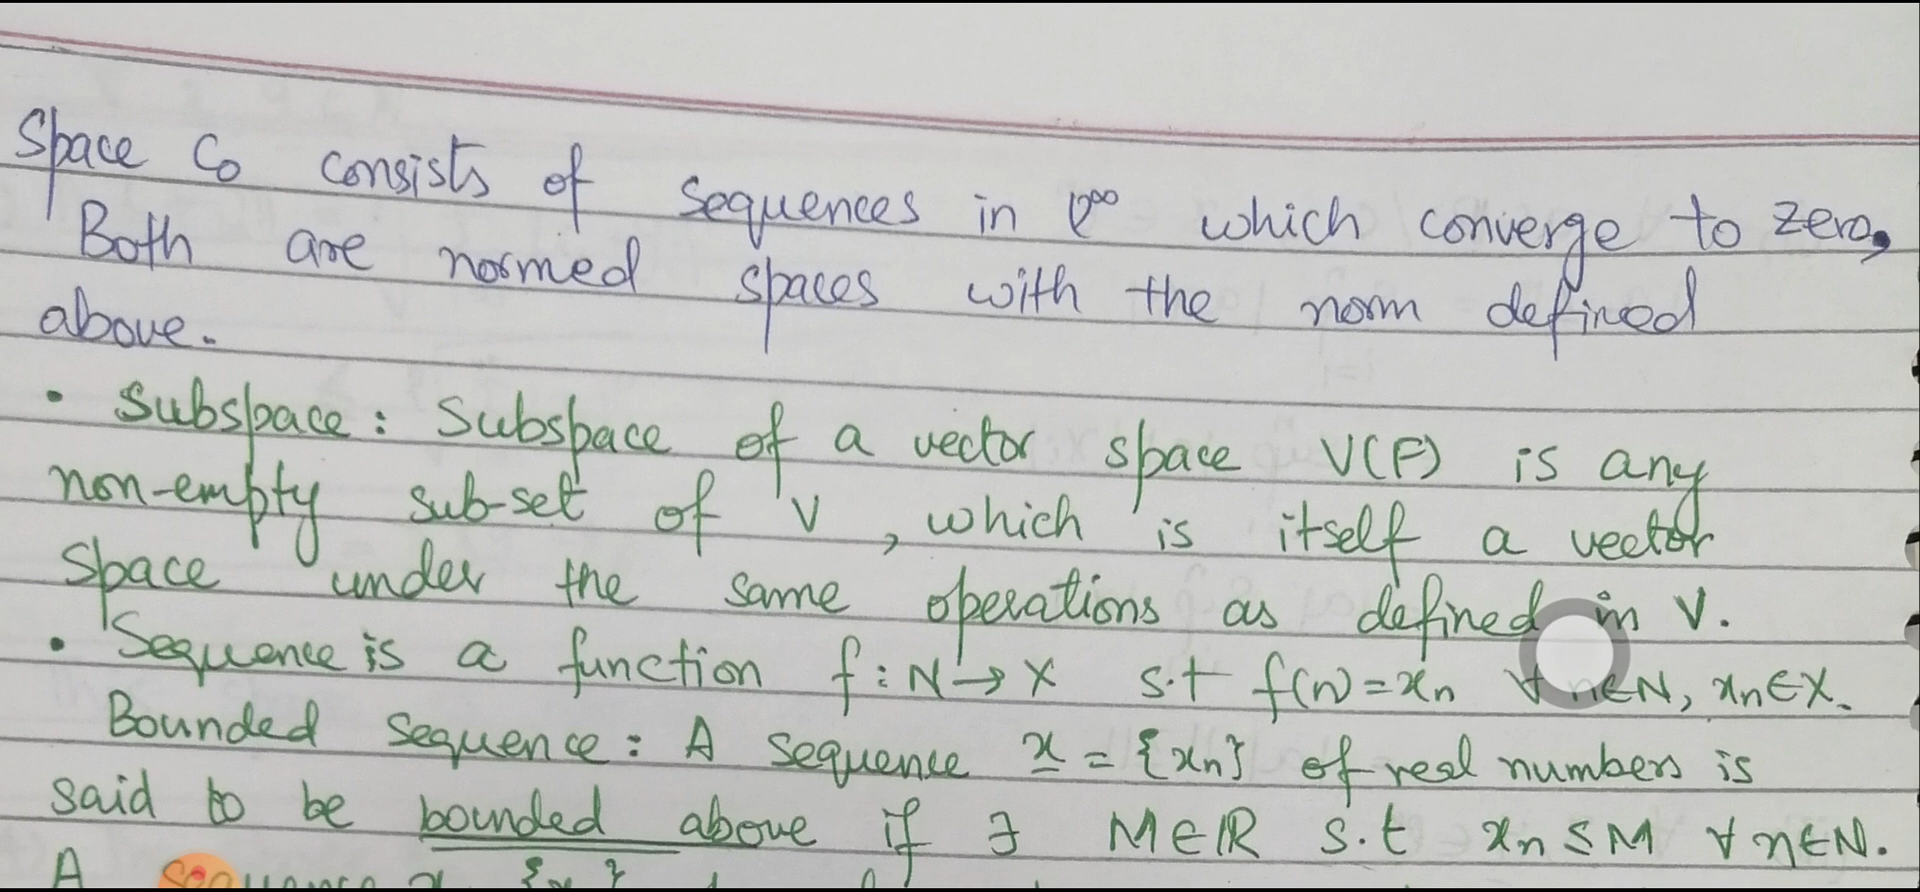 Space C₀ consists of sequences in l^∞ which converge to zero.
Both are normed spaces with the norm defined
above.
• Subspace: Subspace of a vector space V(F) is any
non-empty sub-set of V, which is itself a vector
space under the same operations as defined in V.
• Sequence is a function f: N → X s.t f(n) = xₙ ∀ n∈N, xₙ∈X.
Bounded sequence: A sequence x = {xₙ} of real numbers is
said to be bounded above if ∃ M∈ℝ s.t xₙ ≤ M ∀ n∈N.
A